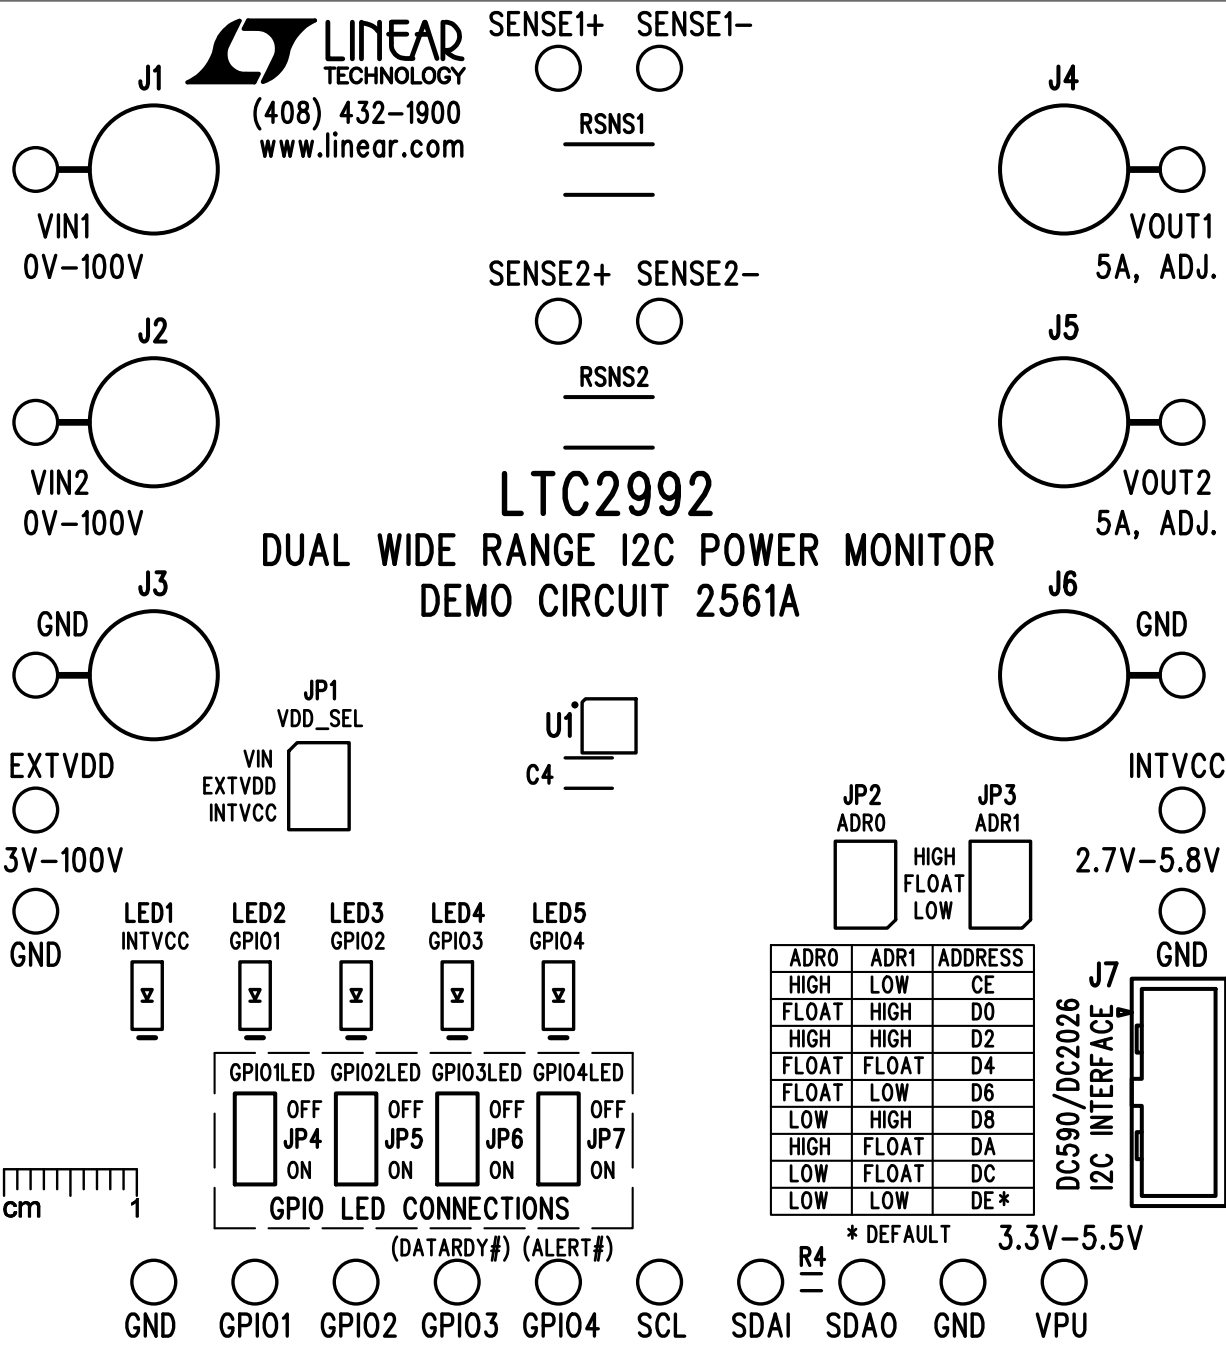 SENSE1+ SENSE1-
LINEAR
TECHNOLOGY
(408) 432-1900
www.linear.com
J1
RSNS1
J4
VIN1
0V-100V
VOUT1
5A, ADJ.
SENSE2+ SENSE2-
J2
RSNS2
J5
VIN2
0V-100V
VOUT2
5A, ADJ.
LTC2992
DUAL WIDE RANGE I2C POWER MONITOR
DEMO CIRCUIT 2561A
J3
GND
J6
GND
JP1
VDD_SEL
VIN
EXTVDD
INTVCC
U1
C4
EXTVDD
3V-100V
GND
INTVCC
2.7V-5.8V
GND
JP2
ADR0
JP3
ADR1
HIGH
FLOAT
LOW
LED1 LED2 LED3 LED4 LED5
INTVCC GPIO1 GPIO2 GPIO3 GPIO4
ADR0 ADR1 ADDRESS
HIGH LOW CE
FLOAT HIGH D0
HIGH HIGH D2
FLOAT FLOAT D4
FLOAT LOW D6
LOW HIGH D8
HIGH FLOAT DA
LOW FLOAT DC
LOW LOW DE*
* DEFAULT
J7
DC590/DC2026
I2C INTERFACE
GPIO1LED GPIO2LED GPIO3LED GPIO4LED
OFF OFF OFF OFF
JP4 JP5 JP6 JP7
ON ON ON ON
GPIO LED CONNECTIONS
cm 1
(DATARDY#) (ALERT#)
R4
3.3V-5.5V
GND GPIO1 GPIO2 GPIO3 GPIO4 SCL SDAI SDAO GND VPU